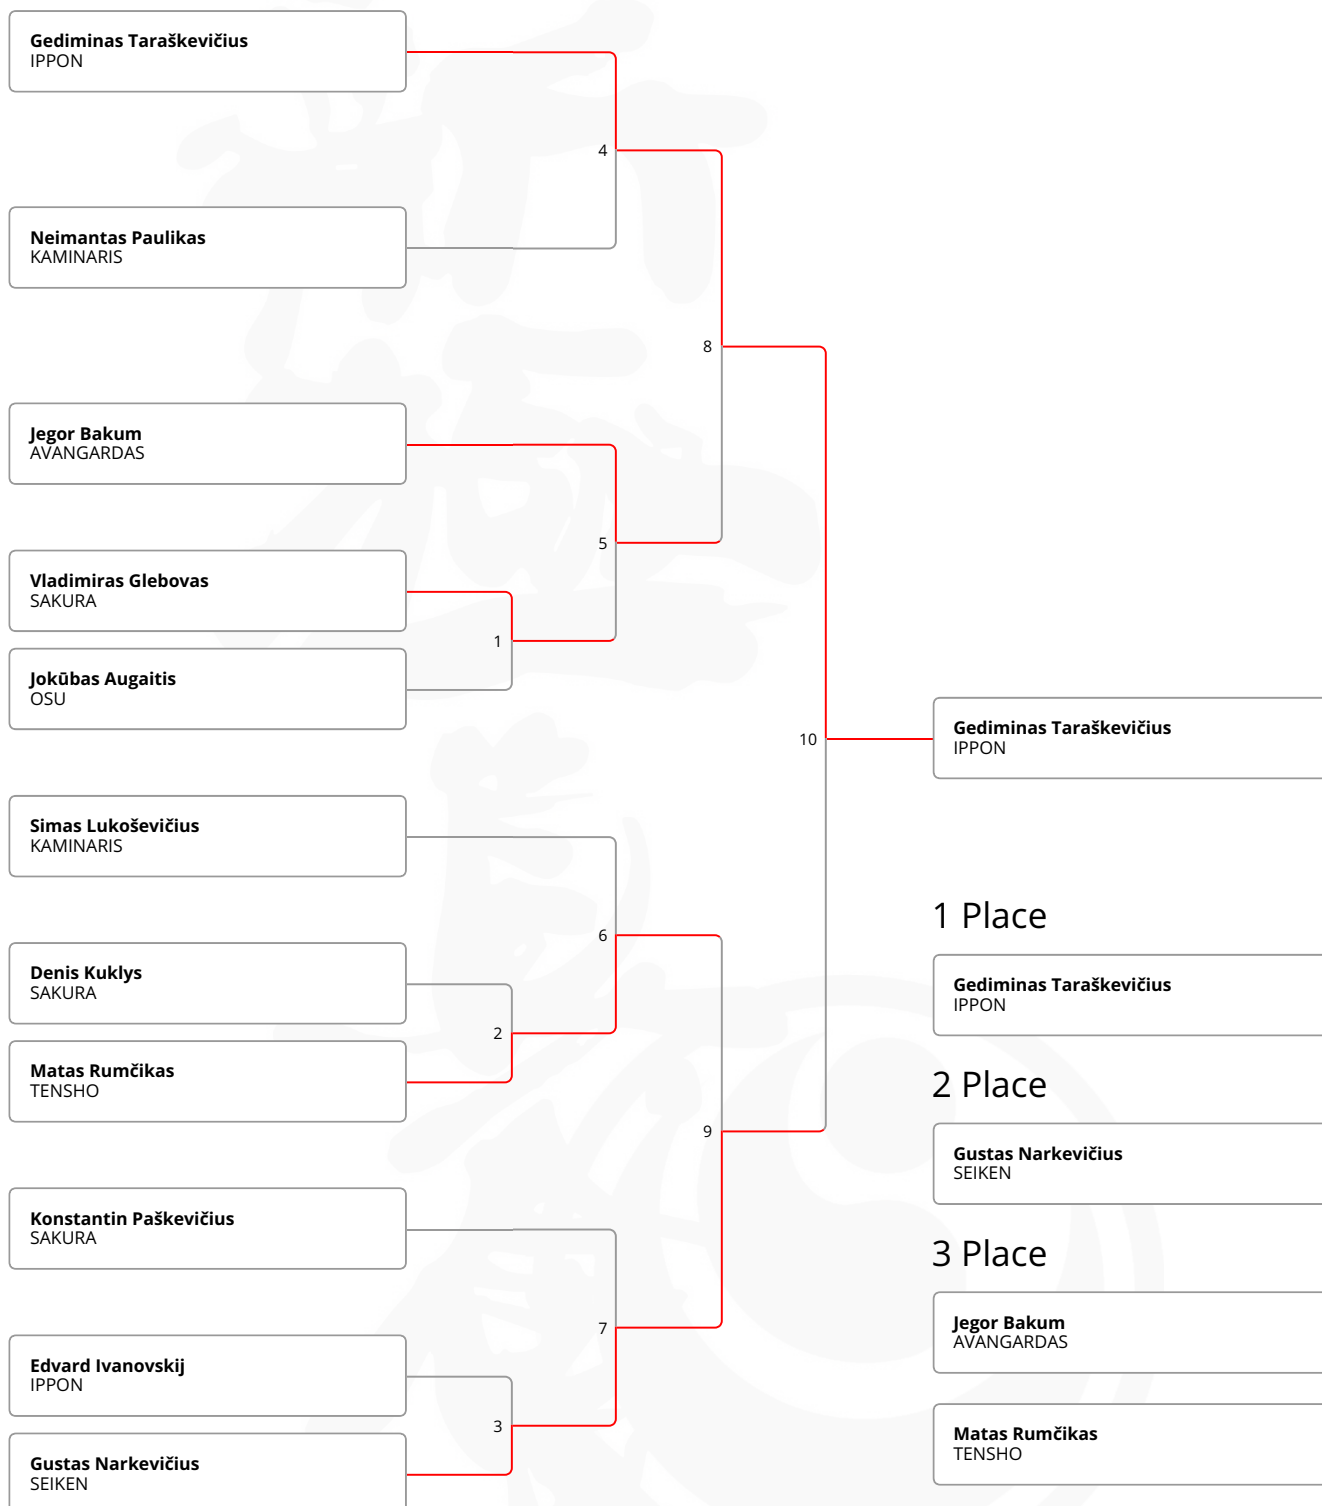 Gediminas Taraškevičius
IPPON
4
Neimantas Paulikas
KAMINARIS
8
Jegor Bakum
AVANGARDAS
5
Vladimiras Glebovas
SAKURA
1
Jokūbas Augaitis
OSU
10
Gediminas Taraškevičius
IPPON
Simas Lukoševičius
KAMINARIS
6
Denis Kuklys
SAKURA
2
Matas Rumčikas
TENSHO
9
Konstantin Paškevičius
SAKURA
7
Edvard Ivanovskij
IPPON
3
Gustas Narkevičius
SEIKEN
1 Place
Gediminas Taraškevičius
IPPON
2 Place
Gustas Narkevičius
SEIKEN
3 Place
Jegor Bakum
AVANGARDAS
Matas Rumčikas
TENSHO